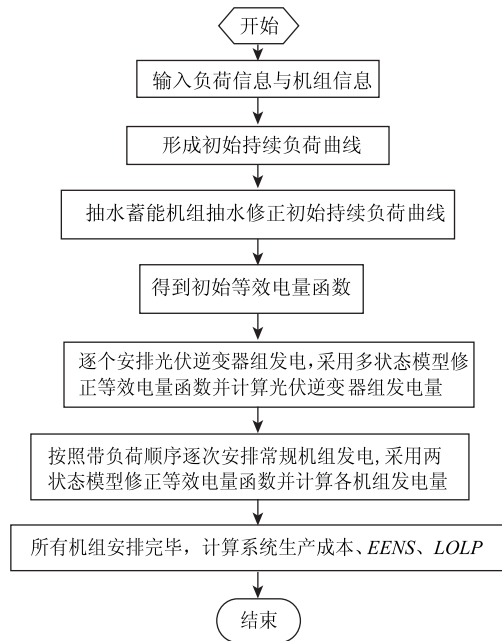 开始
输入负荷信息与机组信息
形成初始持续负荷曲线
抽水蓄能机组抽水修正初始持续负荷曲线
得到初始等效电量函数
逐个安排光伏逆变器组发电,采用多状态模型修
正等效电量函数并计算光伏逆变器组发电量
按照带负荷顺序逐次安排常规机组发电,采用两
状态模型修正等效电量函数并计算各机组发电量
所有机组安排完毕，计算系统生产成本、EENS、LOLP
结束